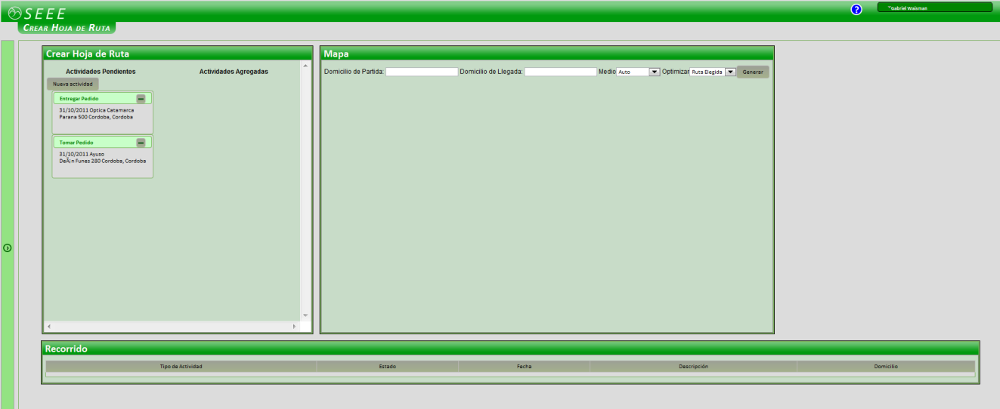 SEEE
?
Gabriel Waisman
CREAR HOJA DE RUTA
Crear Hoja de Ruta
Actividades Pendientes
Actividades Agregadas
Nueva actividad
Entregar Pedido
31/10/2011 Optica Catamarca
Parana 500 Cordoba, Cordoba
Tomar Pedido
31/10/2011 Ayuso
DeÃ¡n Funes 280 Cordoba, Cordoba
Mapa
Domicilio de Partida:
Domicilio de Llegada:
Medio Auto
Optimizar Ruta Elegida
Generar
Recorrido
Tipo de Actividad
Estado
Fecha
Descripción
Domicilio